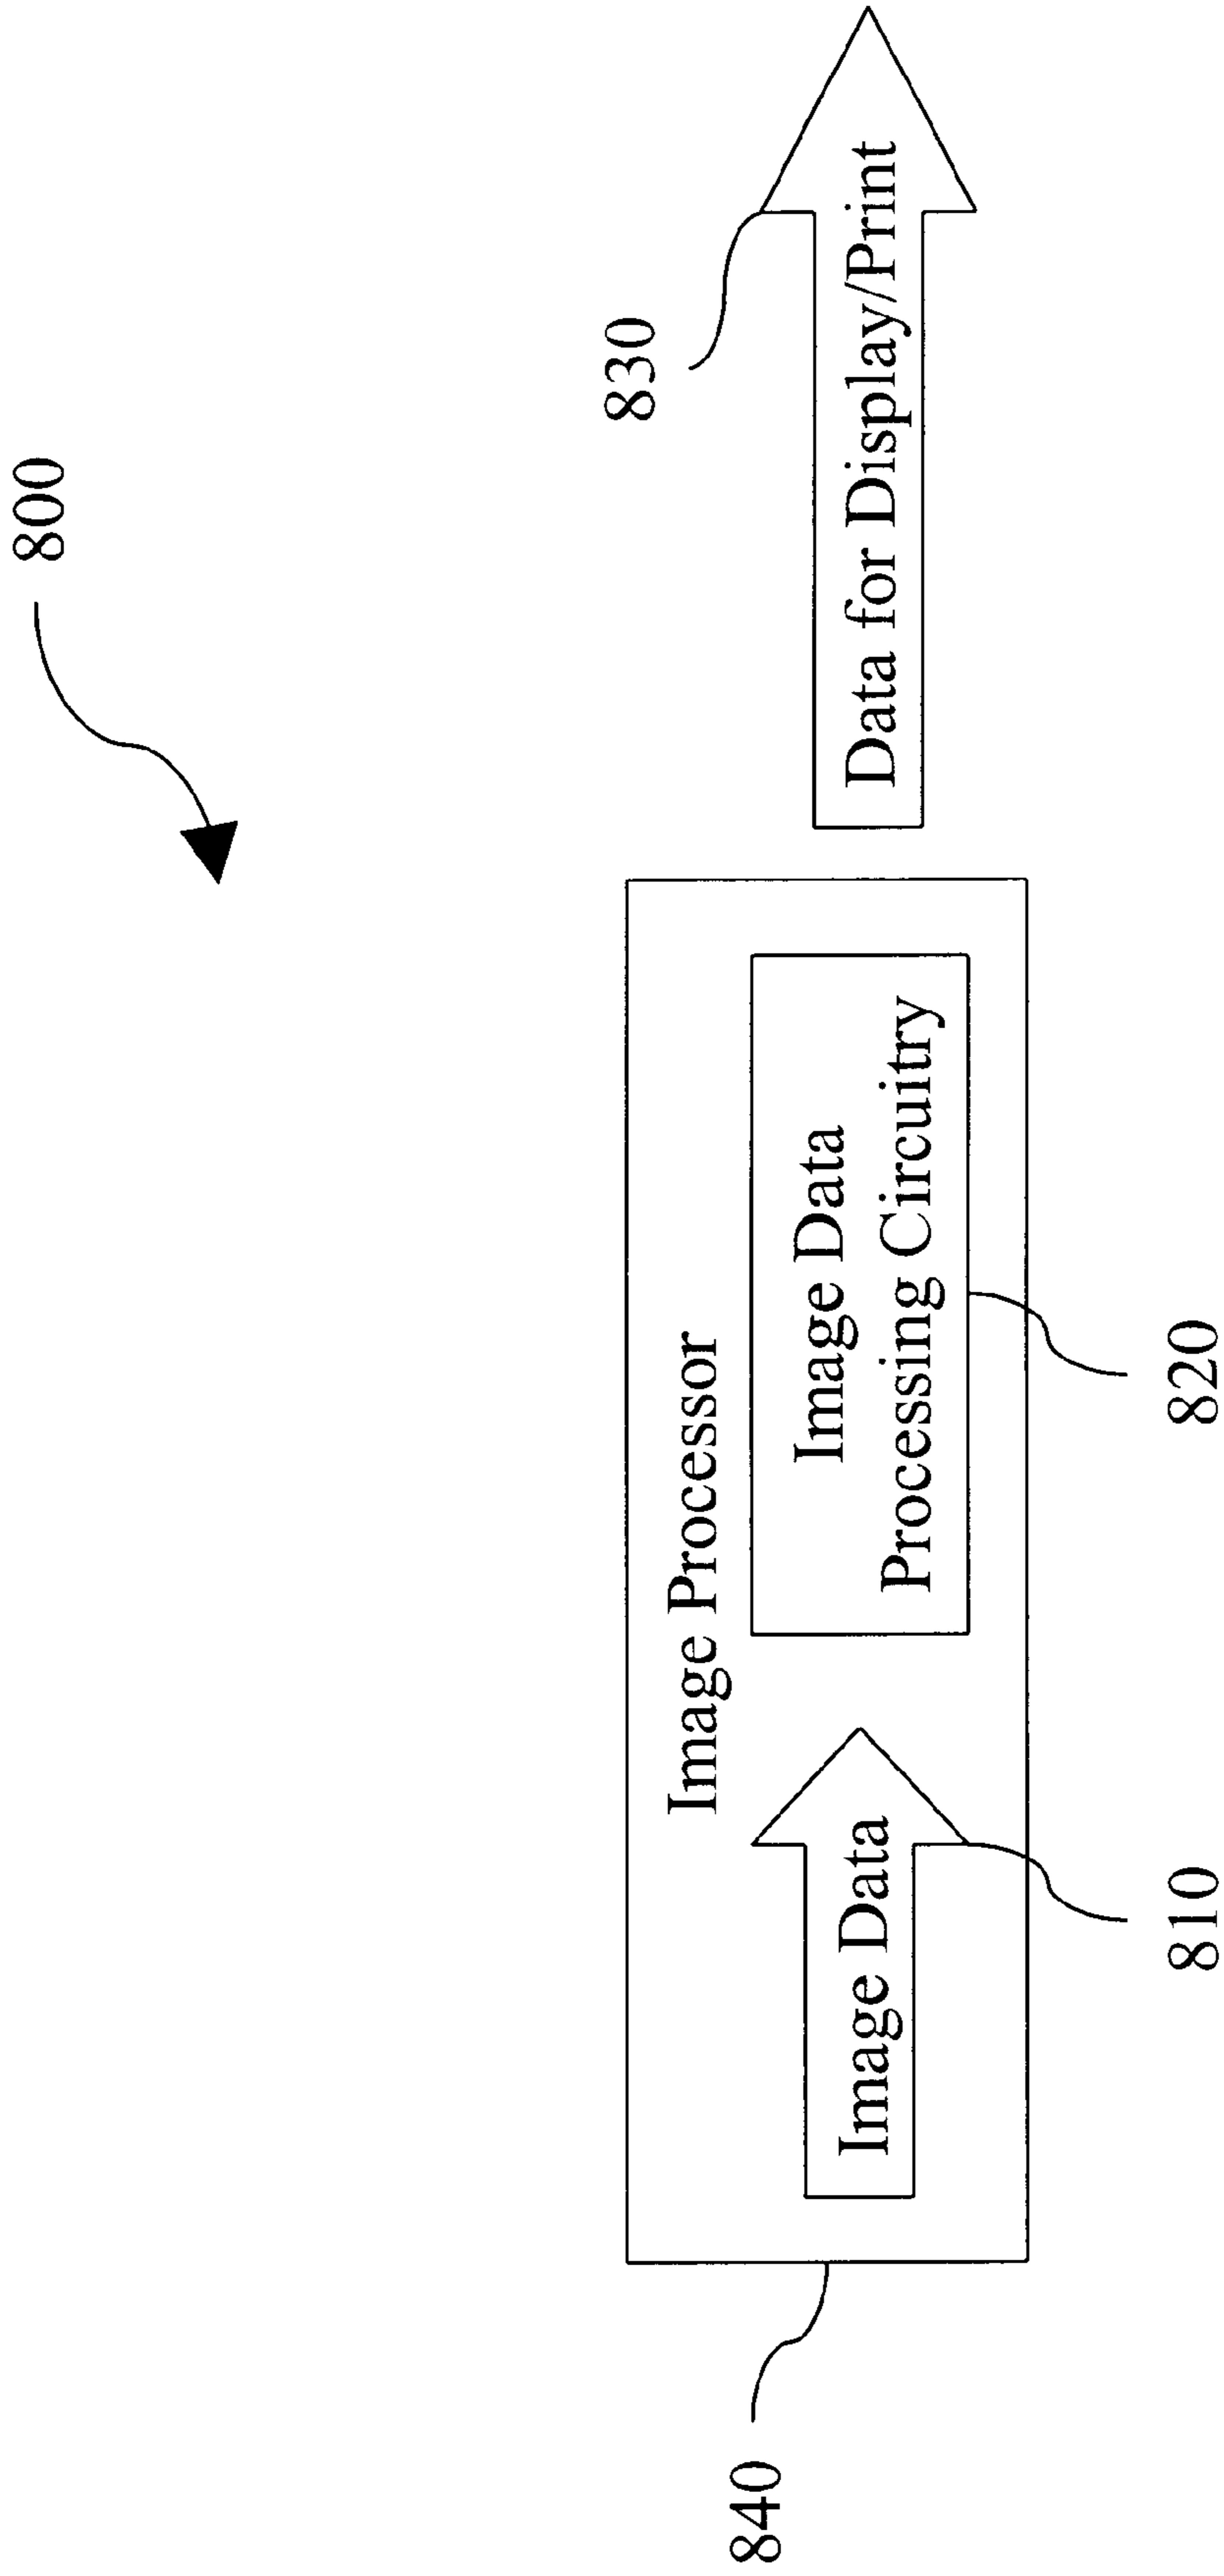 800
830
Data for Display/Print
Image Processor
Image Data
Processing Circuitry
Image Data
820
810
840